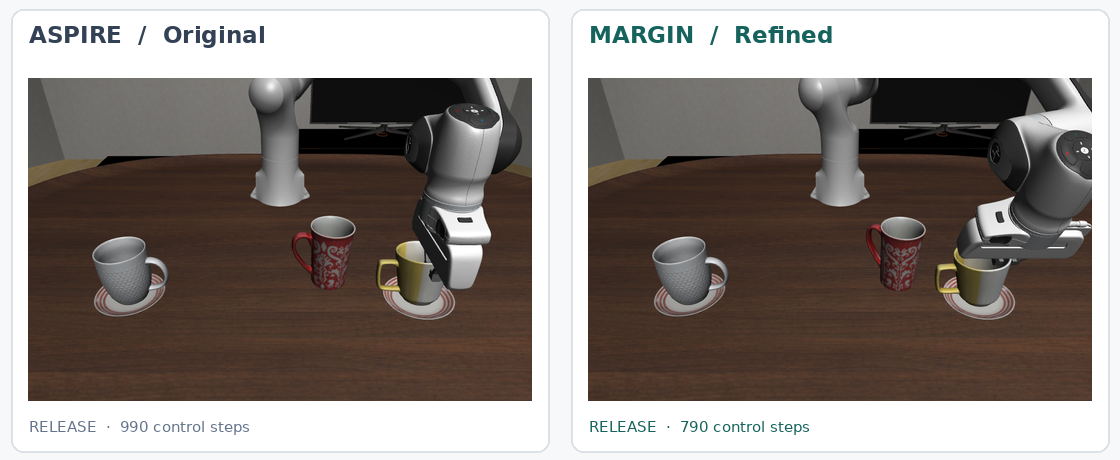 ASPIRE / Original
MARGIN / Refined
RELEASE · 990 control steps
RELEASE · 790 control steps